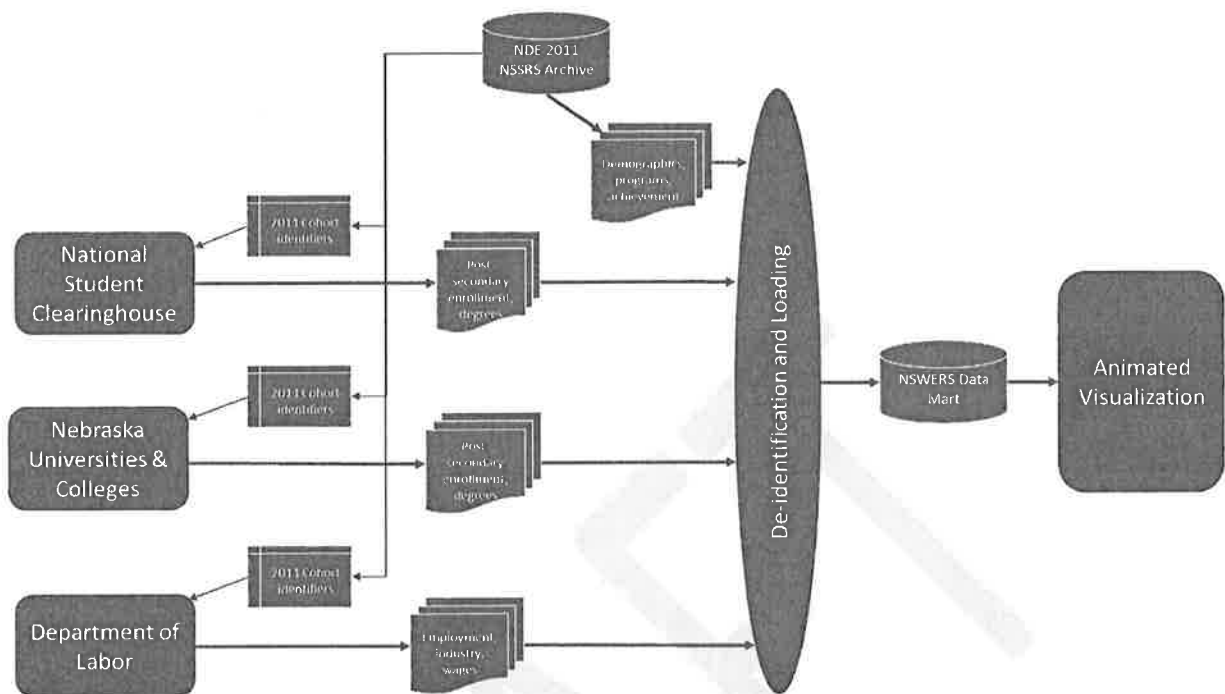 NDE 2011
NSSRS Archive
Demographics,
programs,
achievement
2011 Cohort
identifiers
National
Student
Clearinghouse
Post
secondary
enrollment,
degrees
De-identification and Loading
NSWERS Data
Mart
Animated
Visualization
2011 Cohort
identifiers
Nebraska
Universities &
Colleges
Post
secondary
enrollment,
degrees
2011 Cohort
identifiers
Department of
Labor
Employment,
industry,
wages